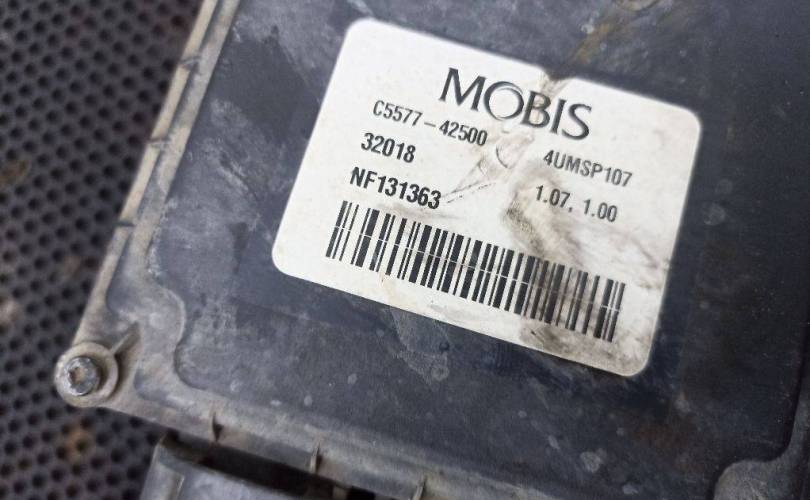 MOBIS
C5577-42500
4UMSP107
32018
1.07, 1.00
NF131363